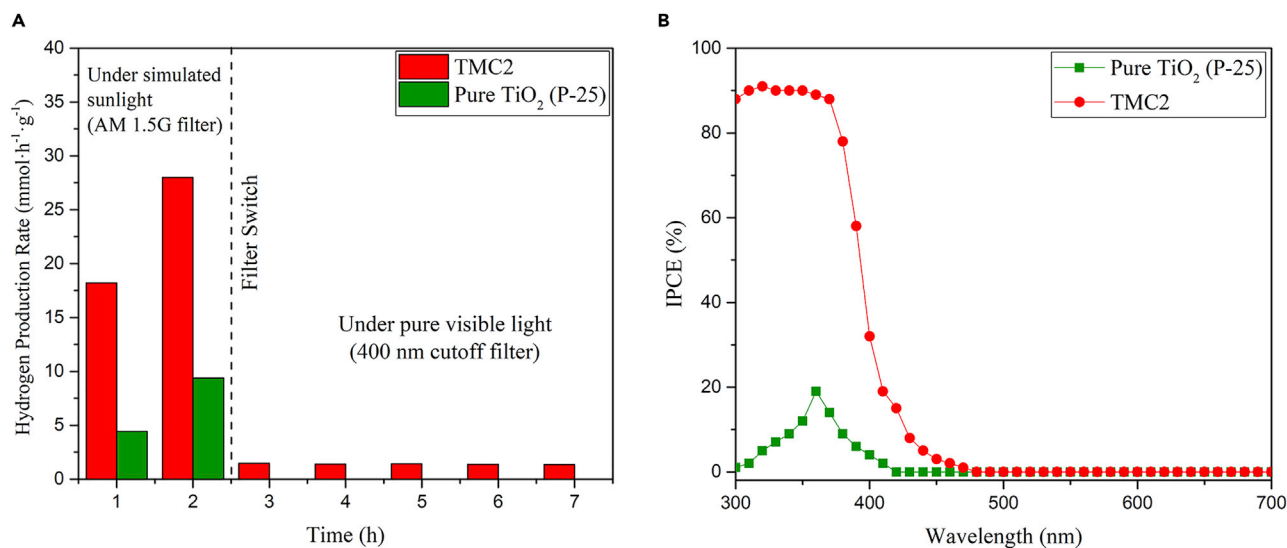 A
Hydrogen Production Rate (mmol·h⁻¹·g⁻¹)
40
35
30
25
20
15
10
5
0
Under simulated
sunlight
(AM 1.5G filter)
Filter Switch
TMC2
Pure TiO₂ (P-25)
Under pure visible light
(400 nm cutoff filter)
1 2 3 4 5 6 7
Time (h)
B
IPCE (%)
100
80
60
40
20
0
Pure TiO₂ (P-25)
TMC2
300 400 500 600 700
Wavelength (nm)